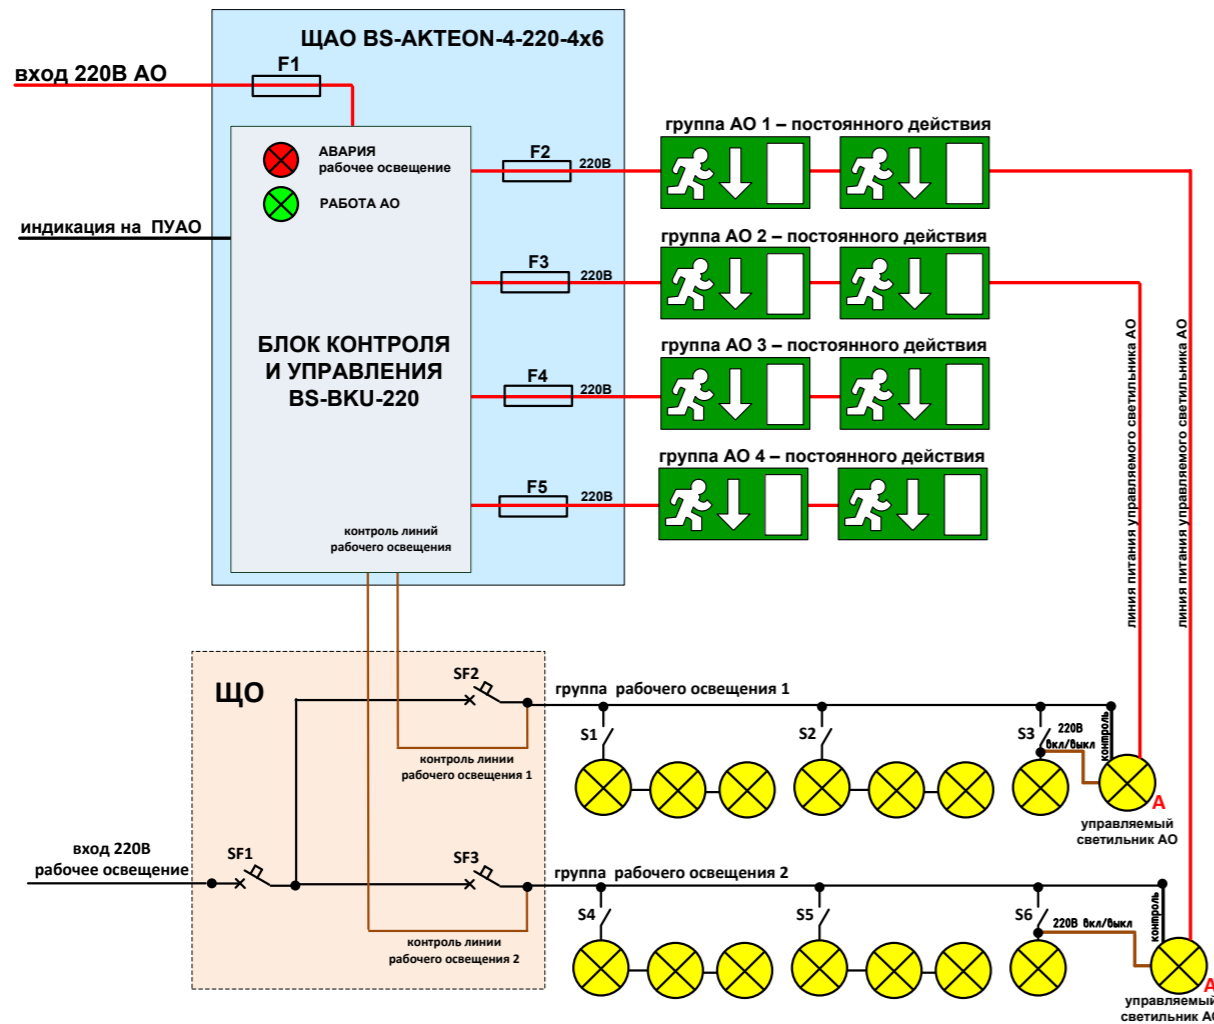 ЩАО BS-AKTEON-4-220-4x6
вход 220В АО
F1
АВАРИЯ
рабочее освещение
РАБОТА АО
индикация на ПУАО
БЛОК КОНТРОЛЯ
И УПРАВЛЕНИЯ
BS-BKU-220
контроль линий
рабочего освещения
F2
220В
F3
220В
F4
220В
F5
220В
группа АО 1 – постоянного действия
группа АО 2 – постоянного действия
группа АО 3 – постоянного действия
группа АО 4 – постоянного действия
линия питания управляемого светильника АО
линия питания управляемого светильника АО
ЩО
SF2
группа рабочего освещения 1
контроль линии
рабочего освещения 1
S1
S2
S3
220В
вкл/выкл
контроль
А
управляемый
светильник АО
вход 220В
рабочее освещение
SF1
SF3
группа рабочего освещения 2
контроль линии
рабочего освещения 2
S4
S5
S6
220В вкл/выкл
контроль
А
управляемый
светильник АО